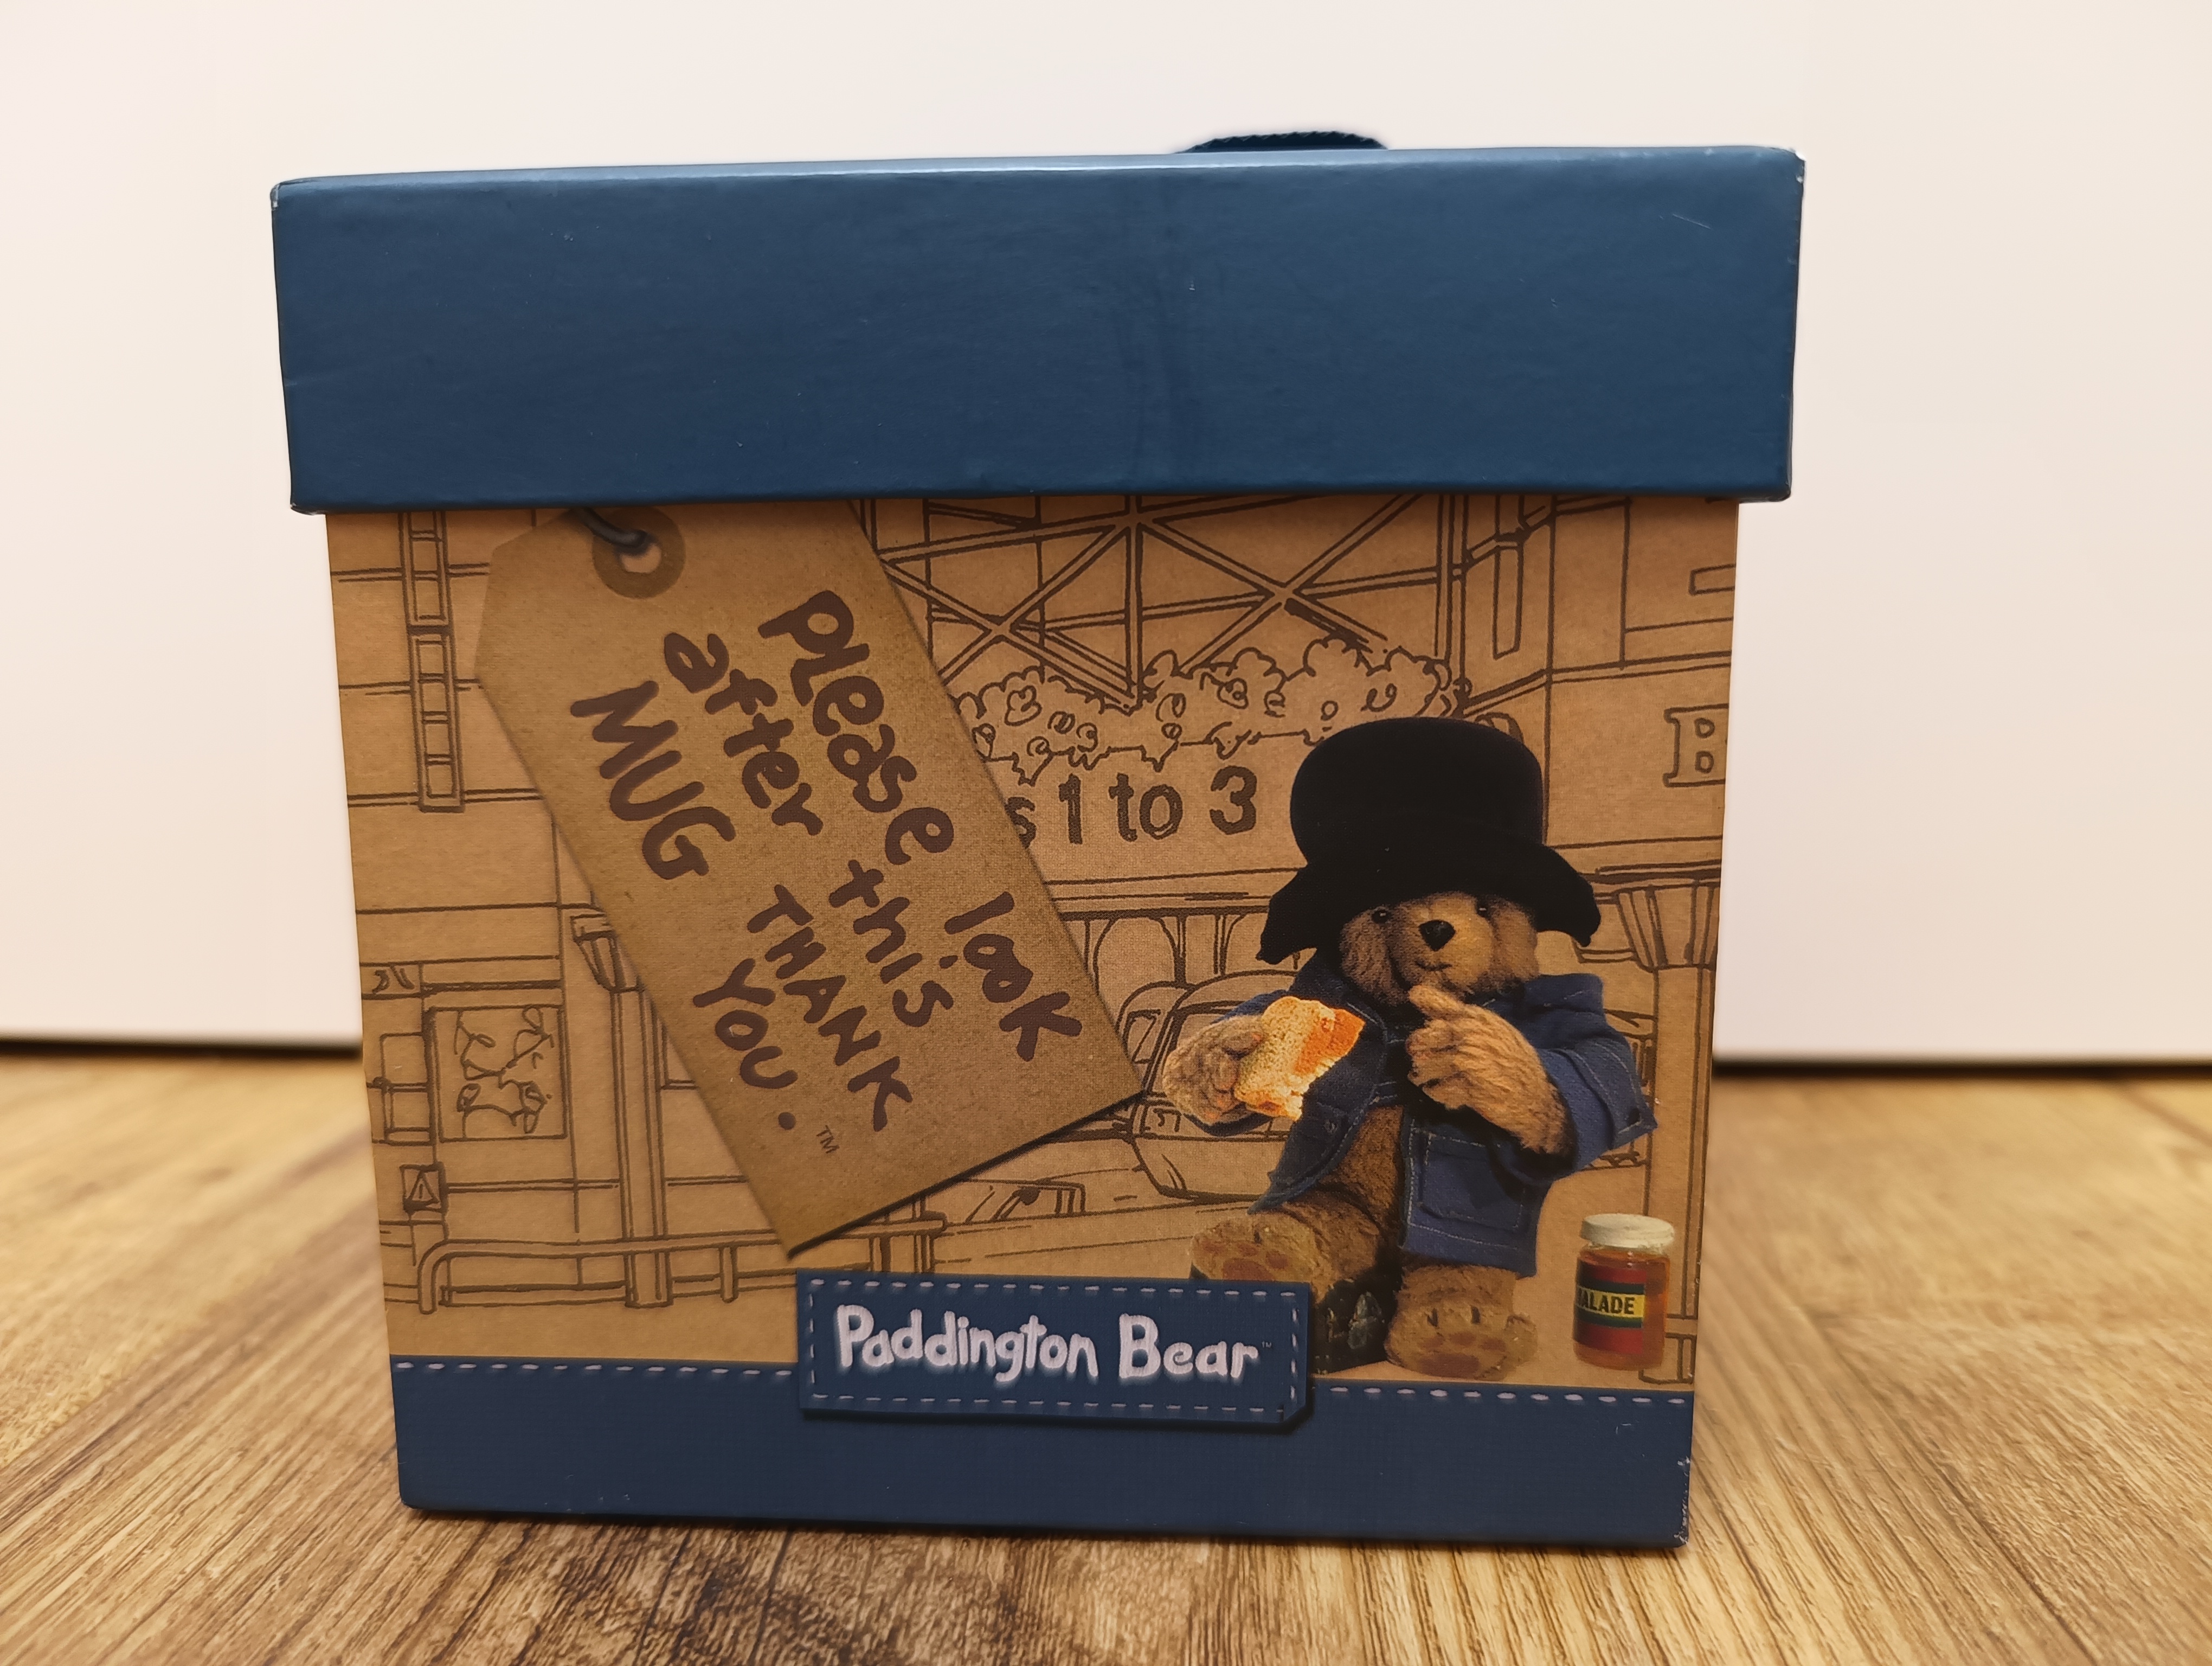 please look
after this
MUG THANK
YOU.™
s 1 to 3
B
ALADE
Paddington Bear™